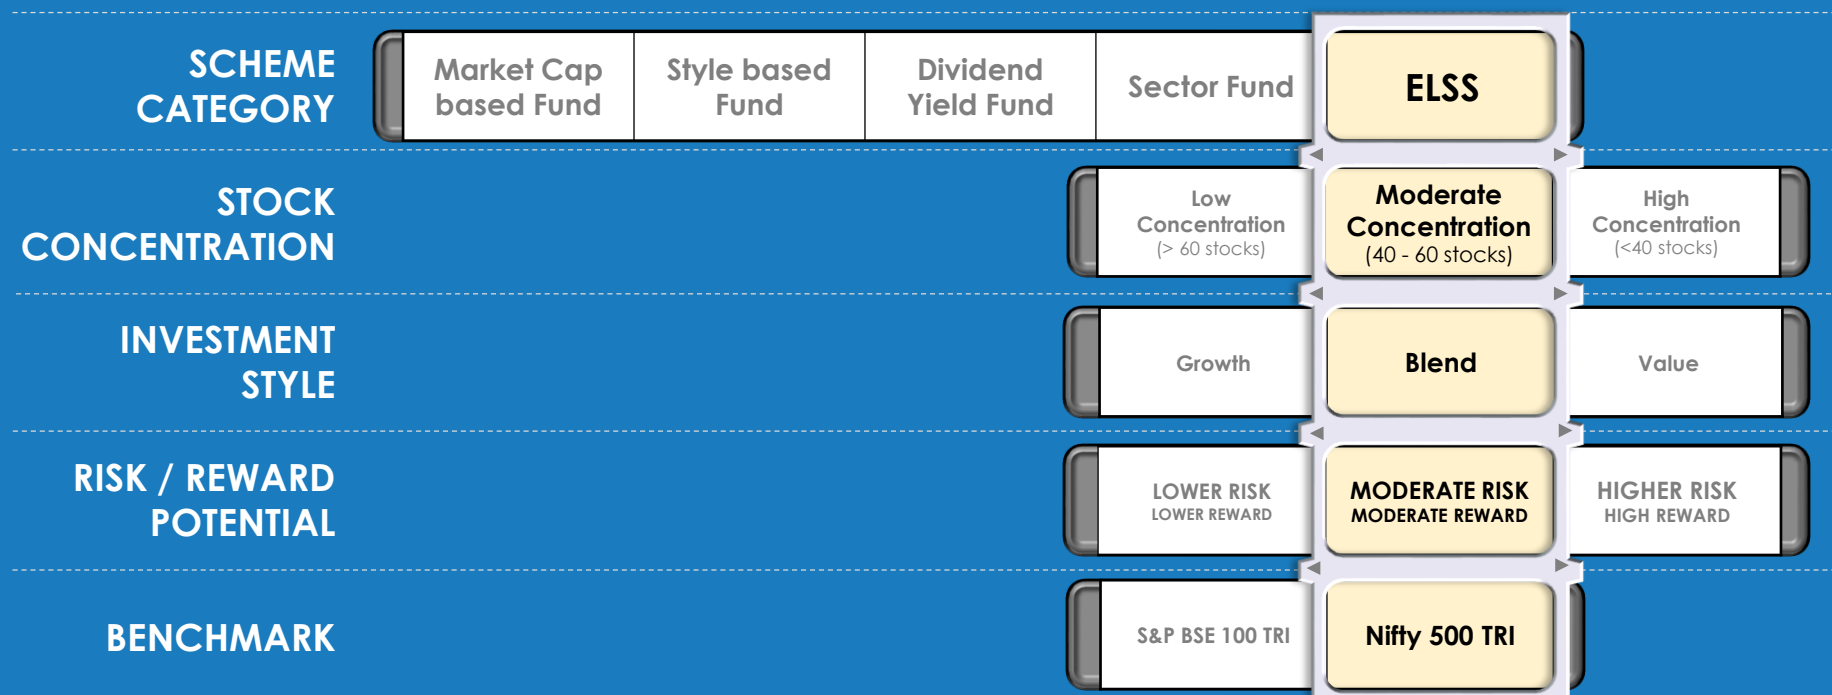 SCHEME
CATEGORY
Market Cap
based Fund
Style based
Fund
Dividend
Yield Fund
Sector Fund
ELSS
STOCK
CONCENTRATION
Low
Concentration
(> 60 stocks)
Moderate
Concentration
(40 - 60 stocks)
High
Concentration
(<40 stocks)
INVESTMENT
STYLE
Growth
Blend
Value
RISK / REWARD
POTENTIAL
LOWER RISK
LOWER REWARD
MODERATE RISK
MODERATE REWARD
HIGHER RISK
HIGH REWARD
BENCHMARK
S&P BSE 100 TRI
Nifty 500 TRI